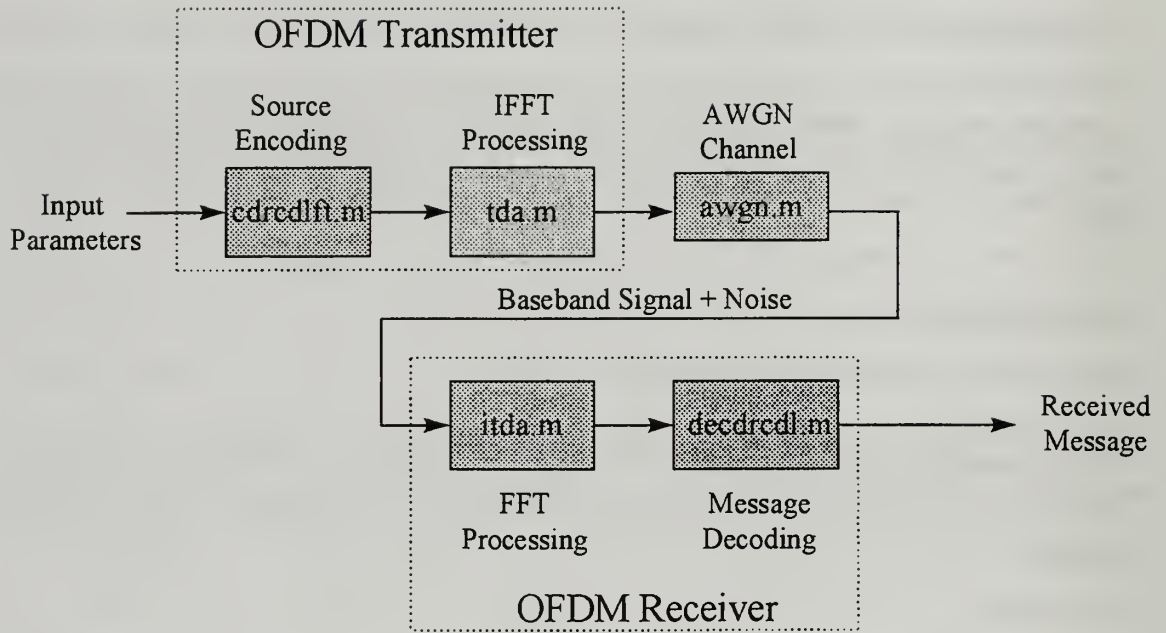 OFDM Transmitter
Source
Encoding
IFFT
Processing
AWGN
Channel
Input
Parameters
cdrcdlft.m
tda.m
awgn.m
Baseband Signal + Noise
itda.m
decdrcdl.m
Received
Message
FFT
Processing
Message
Decoding
OFDM Receiver